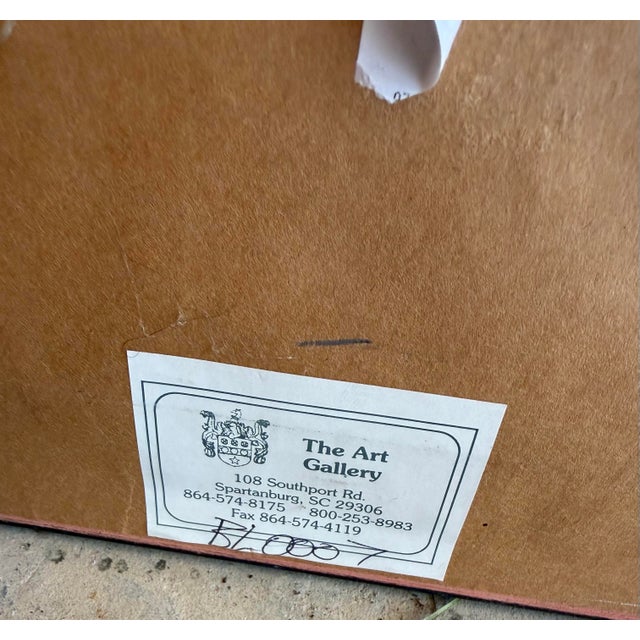 The Art
Gallery
108 Southport Rd.
Spartanburg, SC 29306
864-574-8175 800-253-8983
Fax 864-574-4119